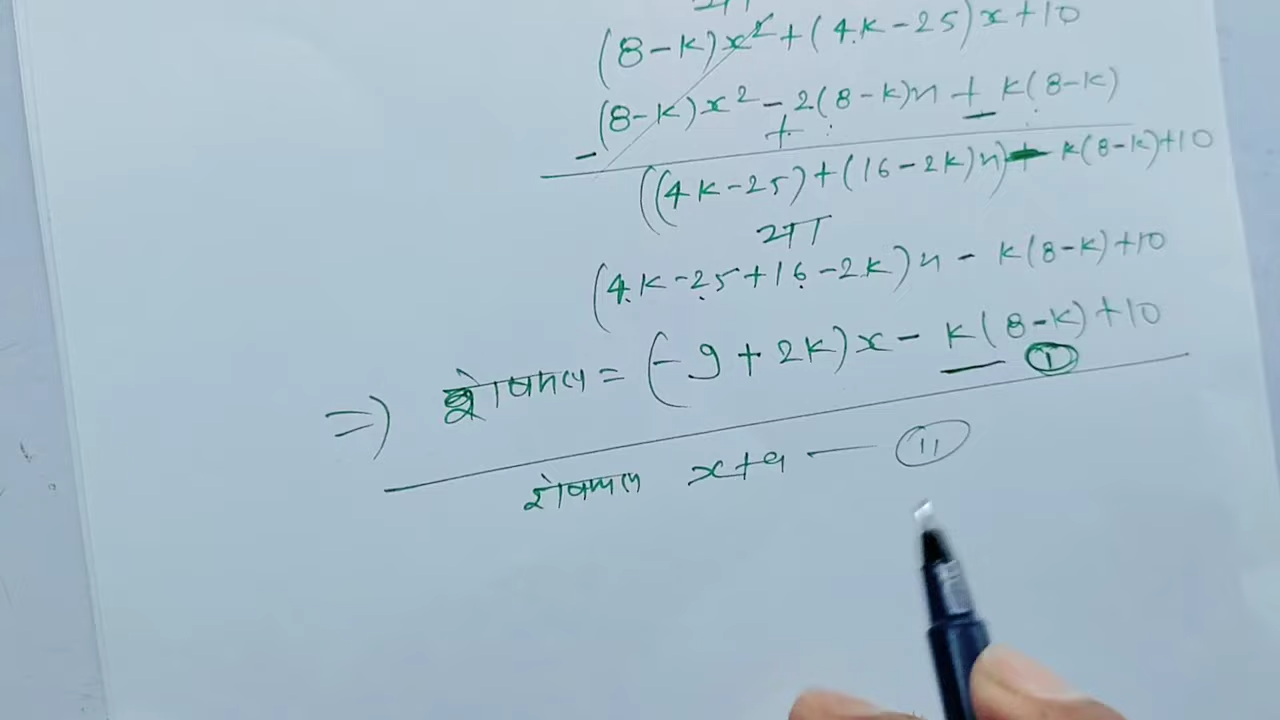 या
(8-k)x²+(4k-25)x+10
(8-k)x² - 2(8-k)x + k(8-k)
- + -
((4k-25)+(16-2k)x) - k(8-k)+10
या
(4k-25+16-2k)x - k(8-k)+10
⇒ शेषफल = (-9+2k)x - k(8-k)+10 (I)
शेषफल x+a — (II)